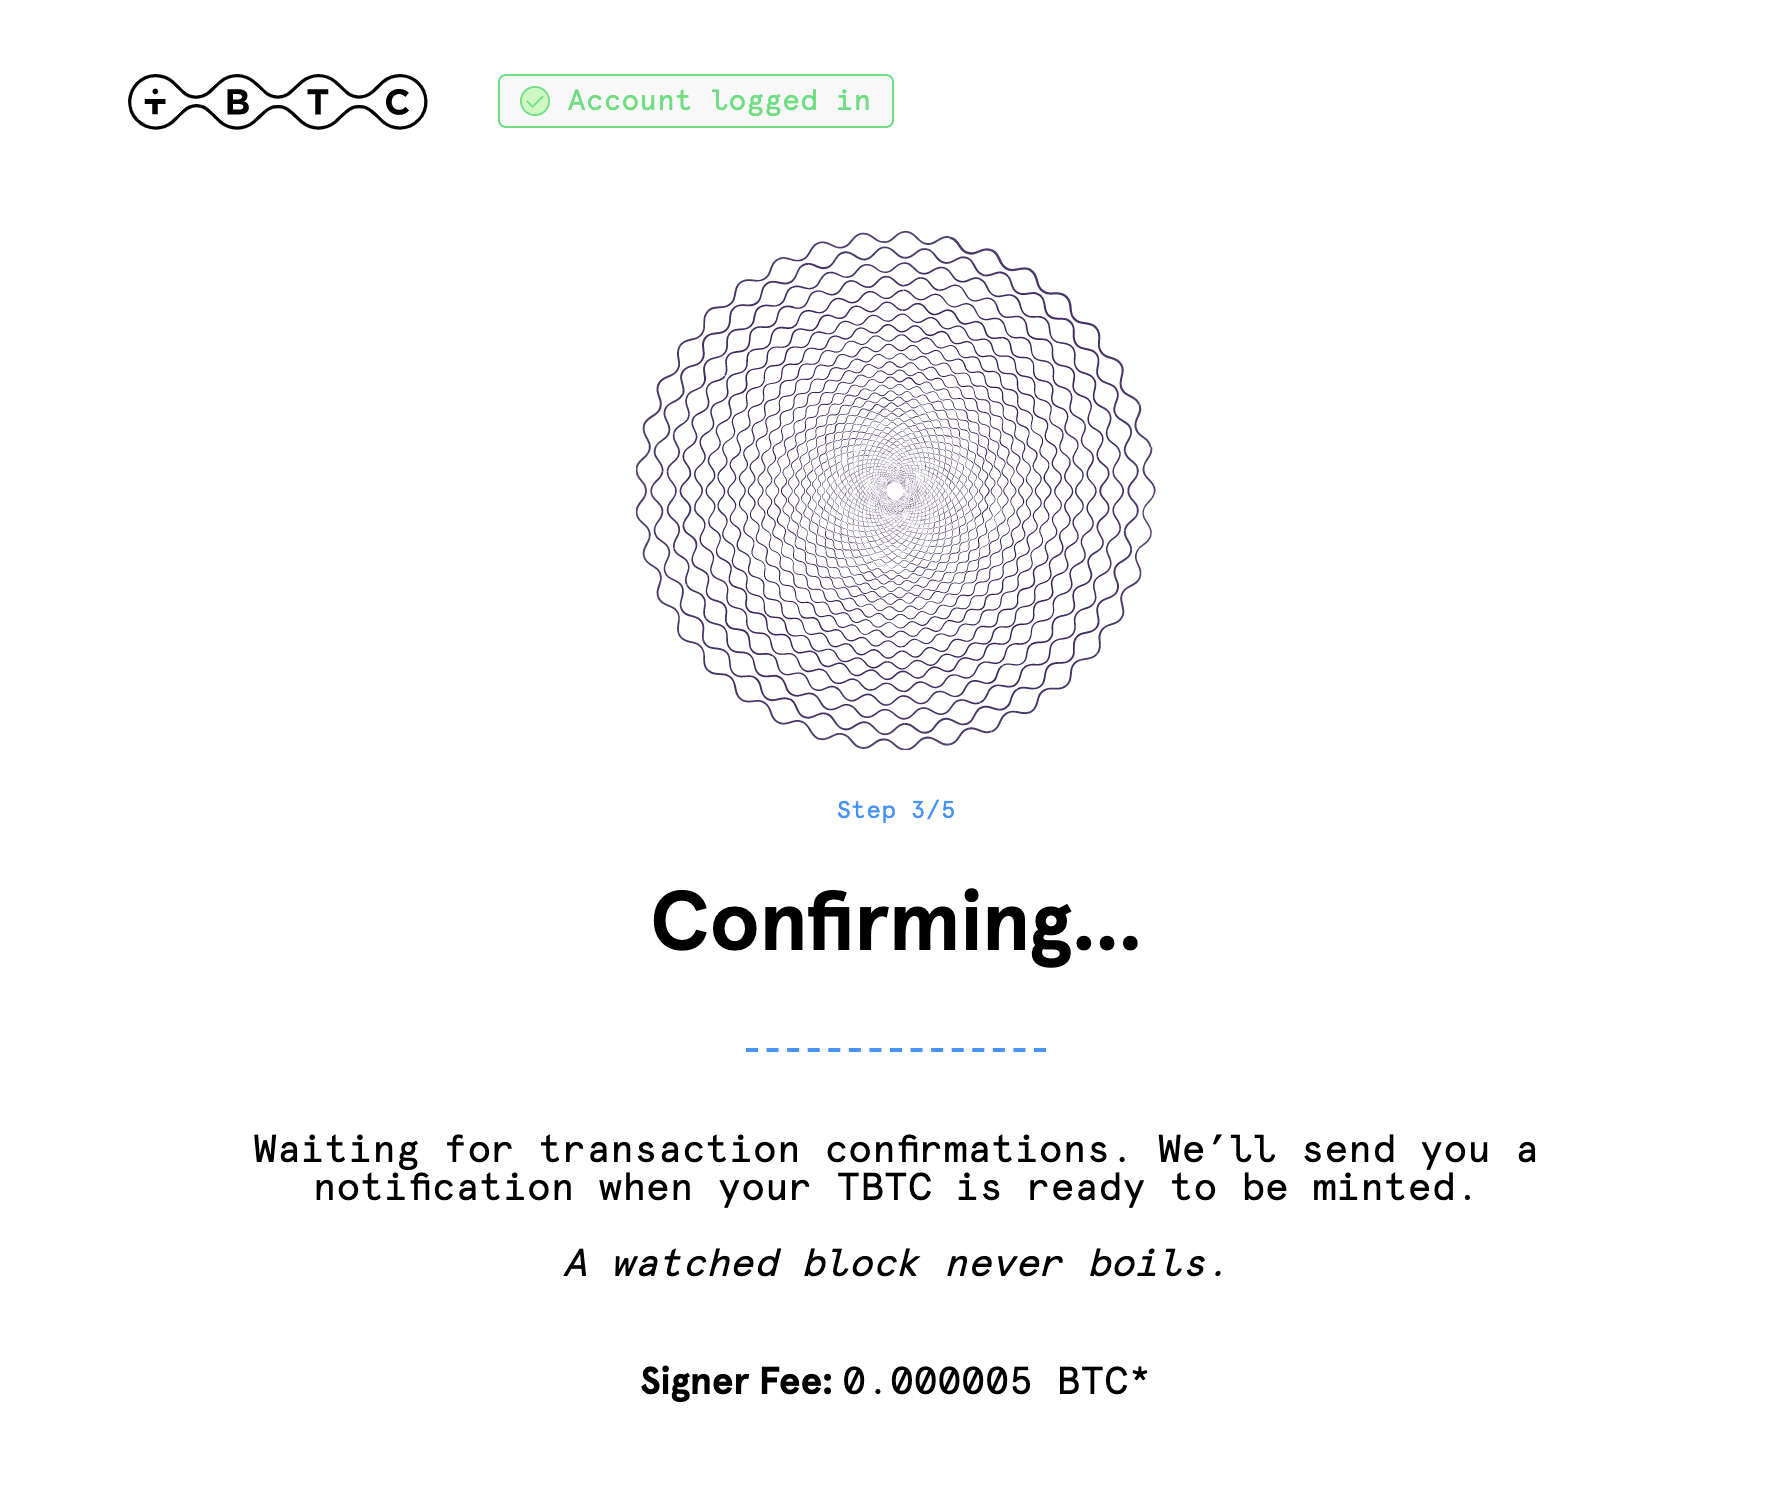 tBTC
Account logged in
Step 3/5
Confirming...
Waiting for transaction confirmations. We’ll send you a
notification when your TBTC is ready to be minted.
A watched block never boils.
Signer Fee: 0.000005 BTC*